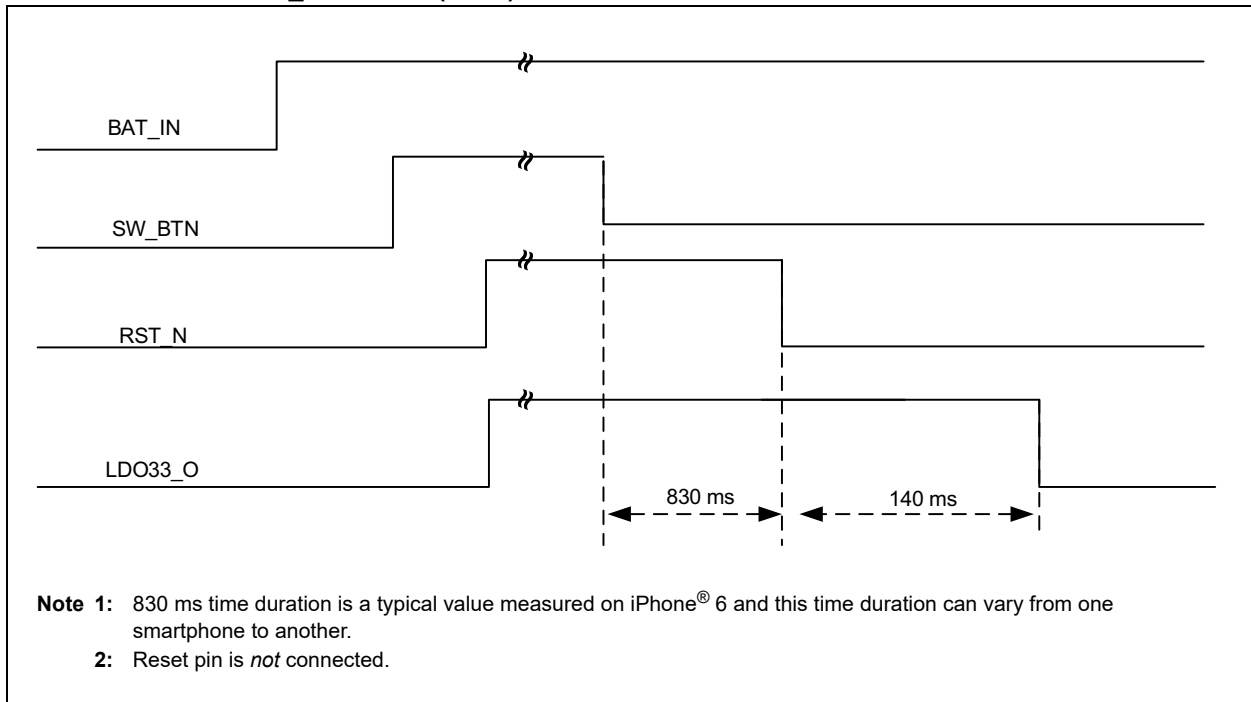 BAT_IN
SW_BTN
RST_N
LDO33_O
830 ms
140 ms
Note 1: 830 ms time duration is a typical value measured on iPhone® 6 and this time duration can vary from one
smartphone to another.
2: Reset pin is not connected.